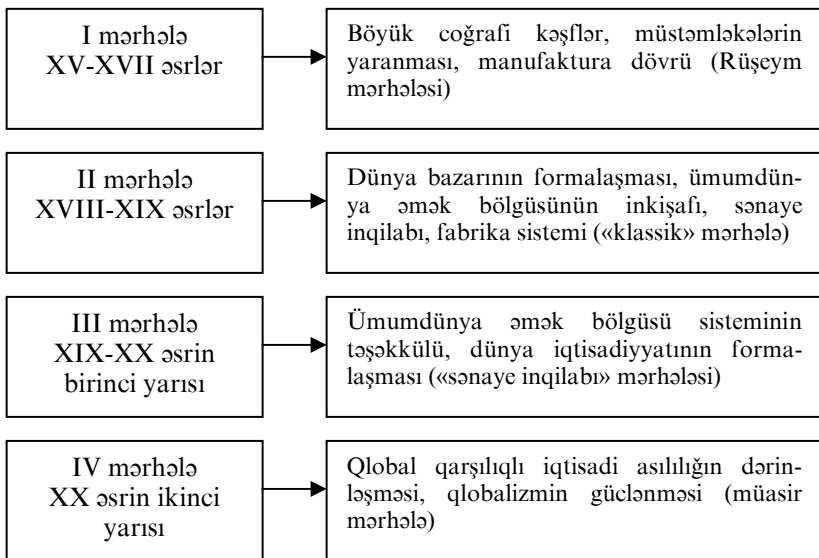 I mərhələ
XV-XVII əsrlər
Böyük coğrafi kəşflər, müstəmləkələrin
yaranması, manufaktura dövrü (Rüşeym
mərhələsi)
II mərhələ
XVIII-XIX əsrlər
Dünya bazarının formalaşması, ümumdün-
ya əmək bölgüsünün inkişafı, sənaye
inqilabı, fabrika sistemi («klassik» mərhələ)
III mərhələ
XIX-XX əsrin
birinci yarısı
Ümumdünya əmək bölgüsü sisteminin
təşəkkülü, dünya iqtisadiyyatının forma-
laşması («sənaye inqilabı» mərhələsi)
IV mərhələ
XX əsrin ikinci
yarısı
Qlobal qarşılıqlı iqtisadi asılılığın dərin-
ləşməsi, qlobalizmin güclənməsi (müasir
mərhələ)